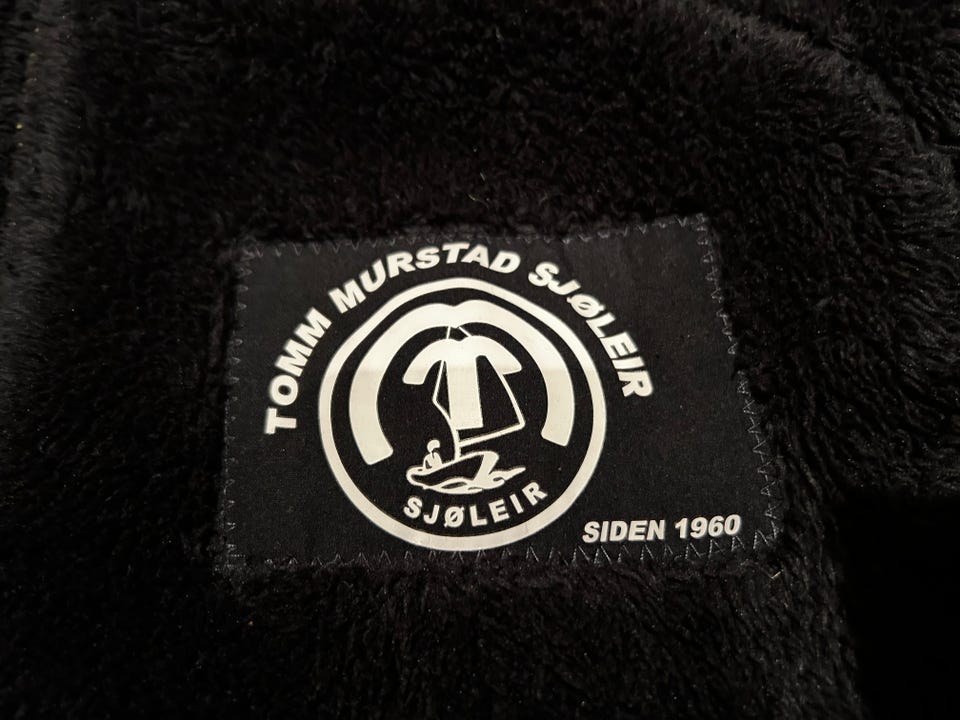 TOMM MURSTAD SJØLEIR
SJØLEIR
SIDEN 1960